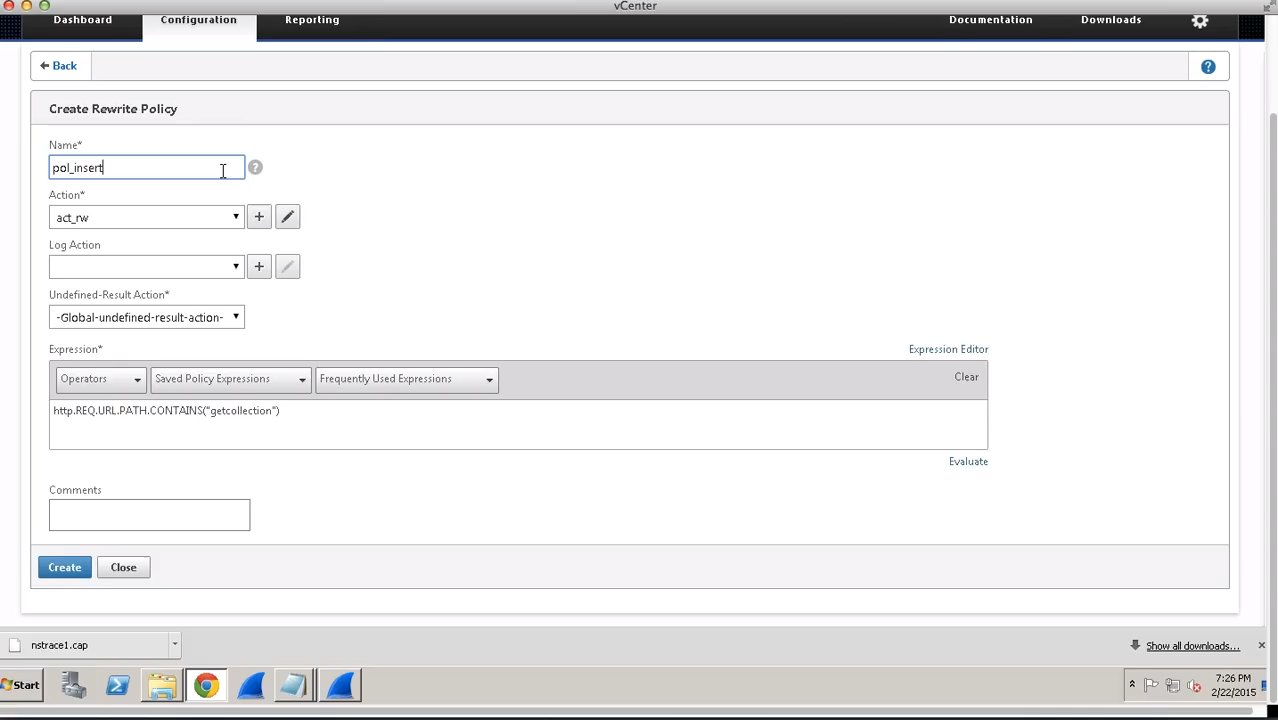 vCenter
Dashboard
Configuration
Reporting
Documentation
Downloads
Back
?
Create Rewrite Policy
Name*
pol_insert
?
Action*
act_rw
+
Log Action
+
Undefined-Result Action*
-Global-undefined-result-action-
Expression*
Expression Editor
Operators
Saved Policy Expressions
Frequently Used Expressions
Clear
http.REQ.URL.PATH.CONTAINS("getcollection")
Evaluate
Comments
Create
Close
nstrace1.cap
Show all downloads...
Start
7:26 PM
2/22/2015